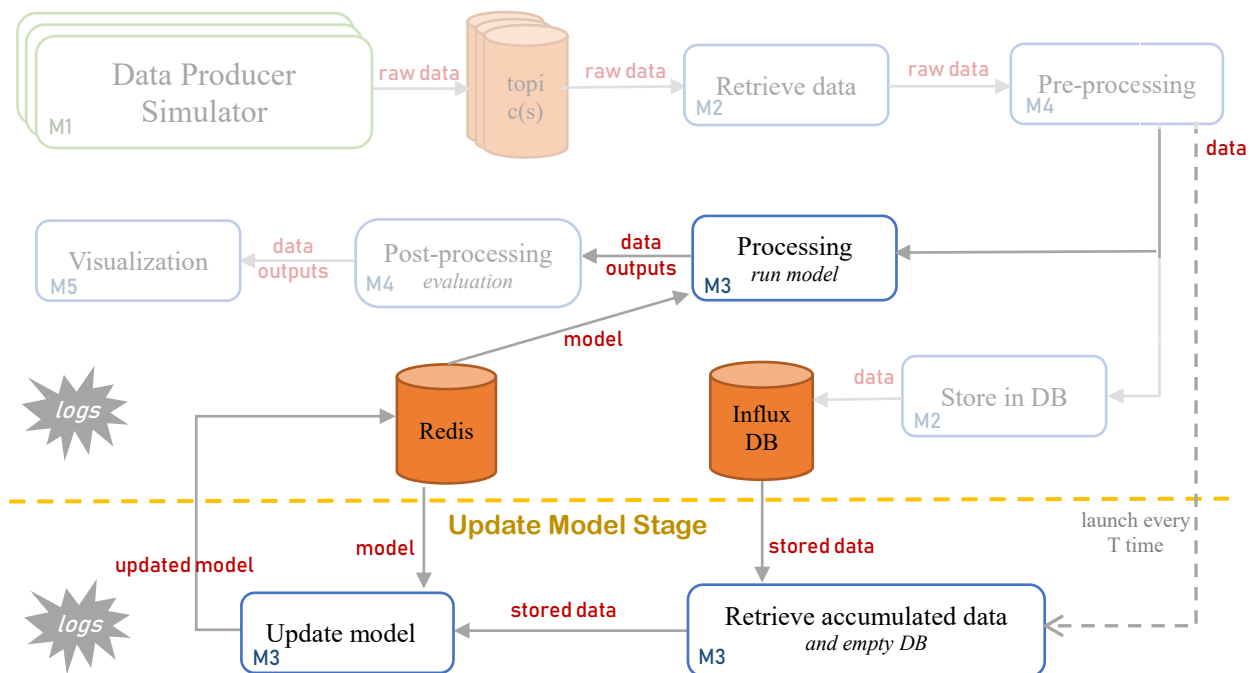 Data Producer
Simulator
M1
raw data
topi
c(s)
raw data
Retrieve data
M2
raw data
Pre-processing
M4
data
Visualization
M5
data
outputs
Post-processing
evaluation
M4
data
outputs
Processing
run model
M3
model
logs
Redis
Influx
DB
data
Store in DB
M2
Update Model Stage
launch every
T time
updated model
model
stored data
logs
Update model
M3
stored data
Retrieve accumulated data
and empty DB
M3